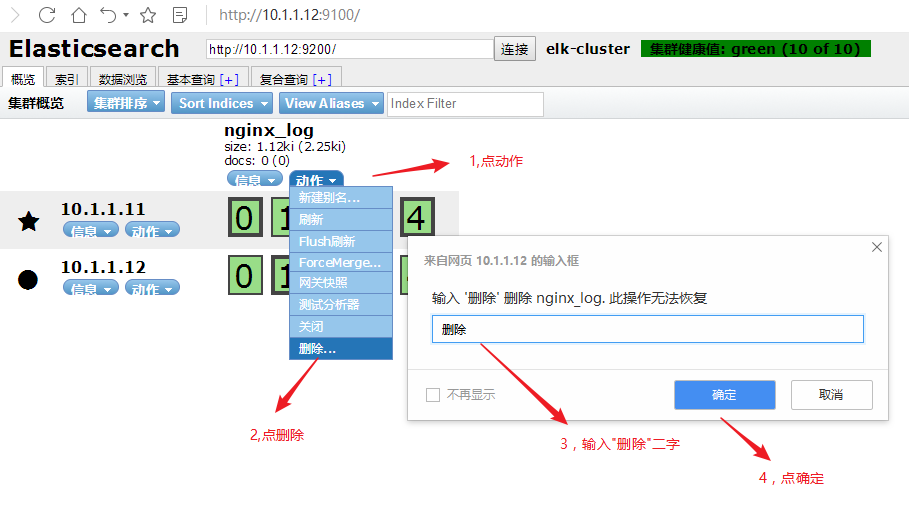 http://10.1.1.12:9100/
Elasticsearch
http://10.1.1.12:9200/
连接
elk-cluster
集群健康值: green (10 of 10)
概览
索引
数据浏览
基本查询 [+]
复合查询 [+]
集群概览
集群排序
Sort Indices
View Aliases
Index Filter
nginx_log
size: 1.12ki (2.25ki)
docs: 0 (0)
信息
动作
1,点动作
新建别名...
刷新
Flush刷新
ForceMerge...
网关快照
测试分析器
关闭
删除...
10.1.1.11
信息
动作
0
1
4
10.1.1.12
信息
动作
0
1
来自网页 10.1.1.12 的输入框
输入 '删除' 删除 nginx_log. 此操作无法恢复
删除
不再显示
确定
取消
2,点删除
3，输入"删除"二字
4，点确定